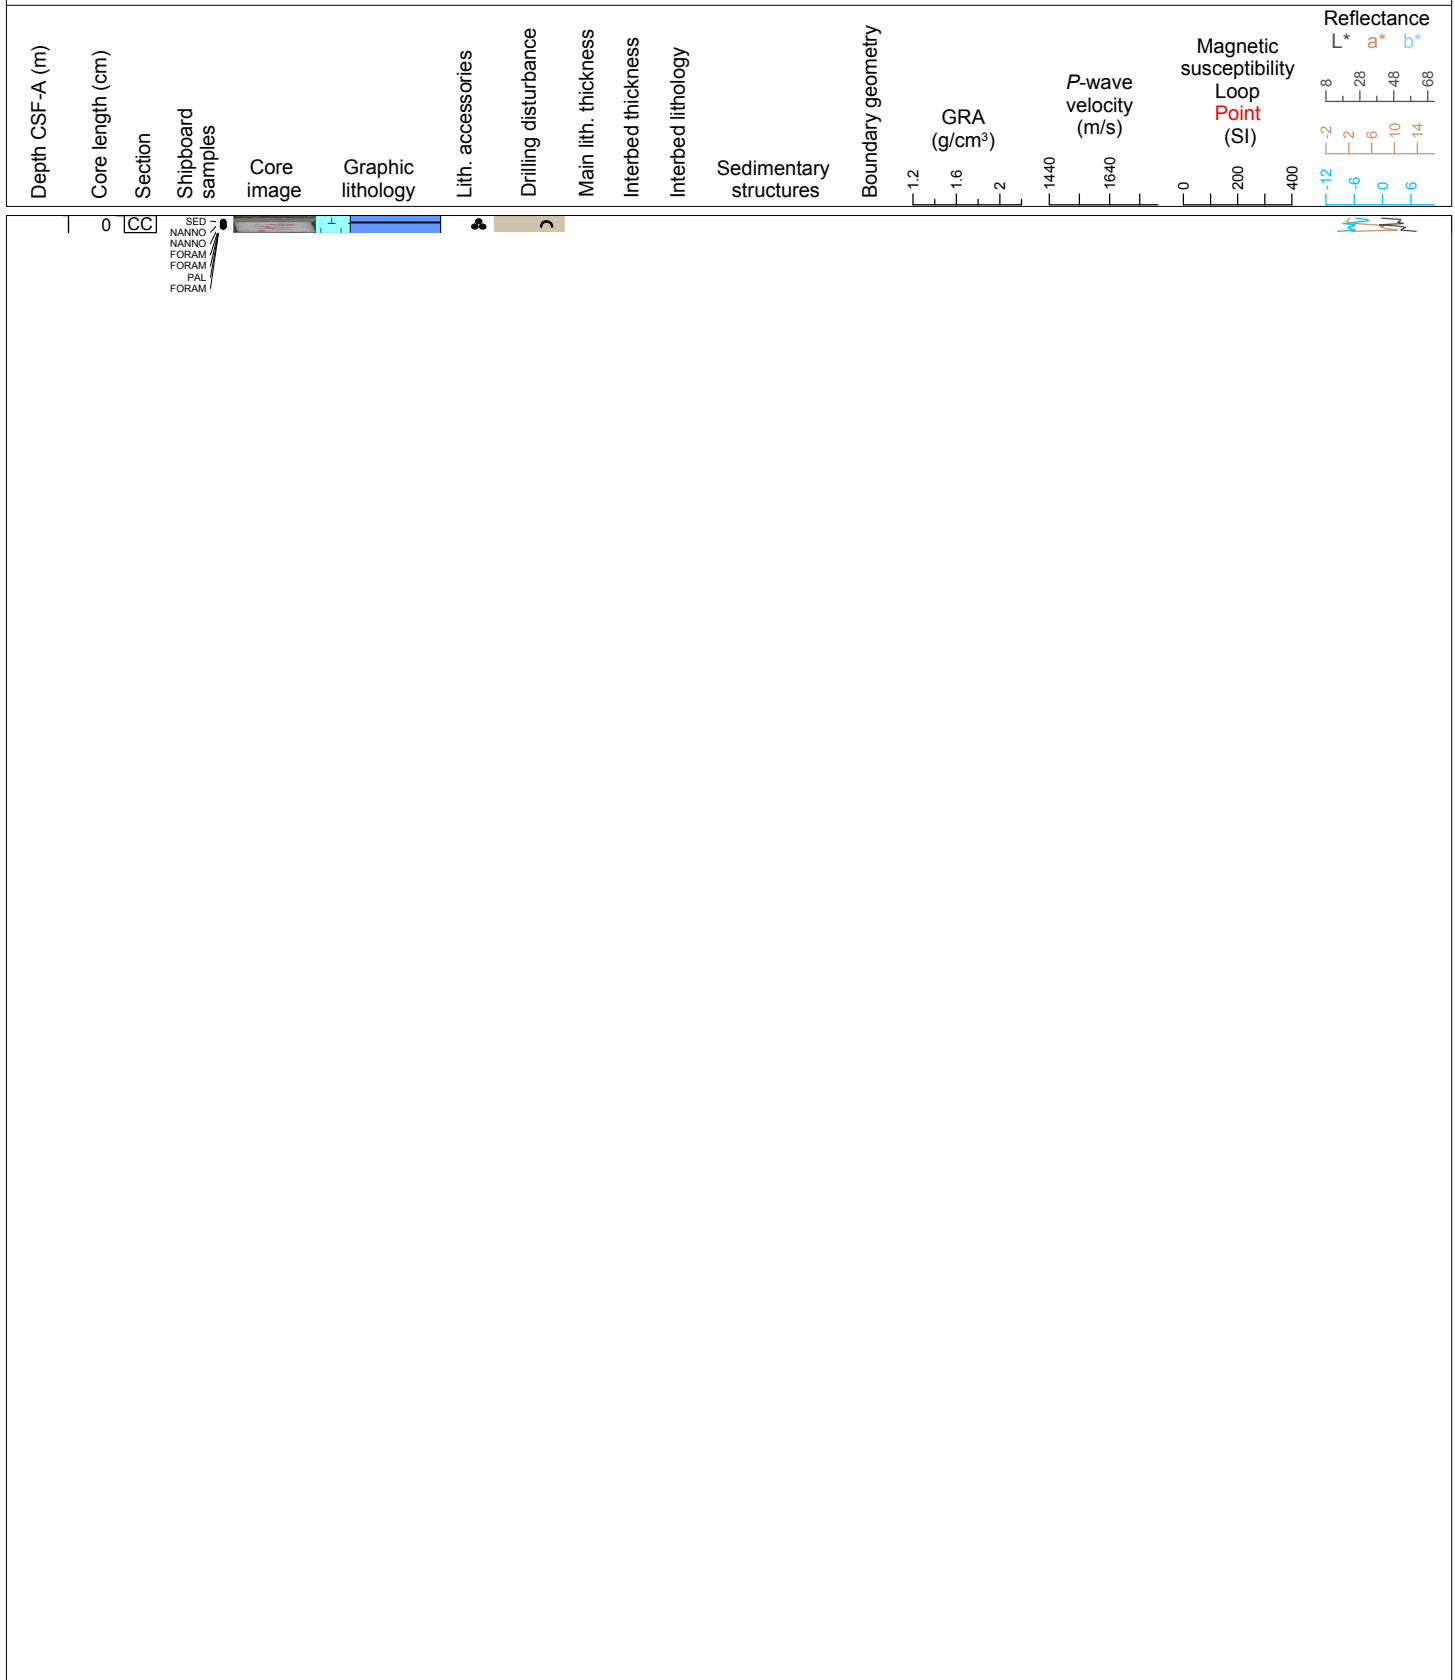 Depth CSF-A (m)
Core length (cm)
Section
Shipboard
samples
Core
image
Graphic
lithology
Lith. accessories
Drilling disturbance
Main lith. thickness
Interbed thickness
Interbed lithology
Sedimentary
structures
Boundary geometry
GRA
(g/cm³)
1.2 1.6 2
P-wave
velocity
(m/s)
1440 1640
Magnetic
susceptibility
Loop
Point
(SI)
0 200 400
Reflectance
L* a* b*
8 28 48 68
-2 2 6 10 14
-12 -6 0 6
0 CC
SED
NANNO
NANNO
FORAM
FORAM
PAL
FORAM